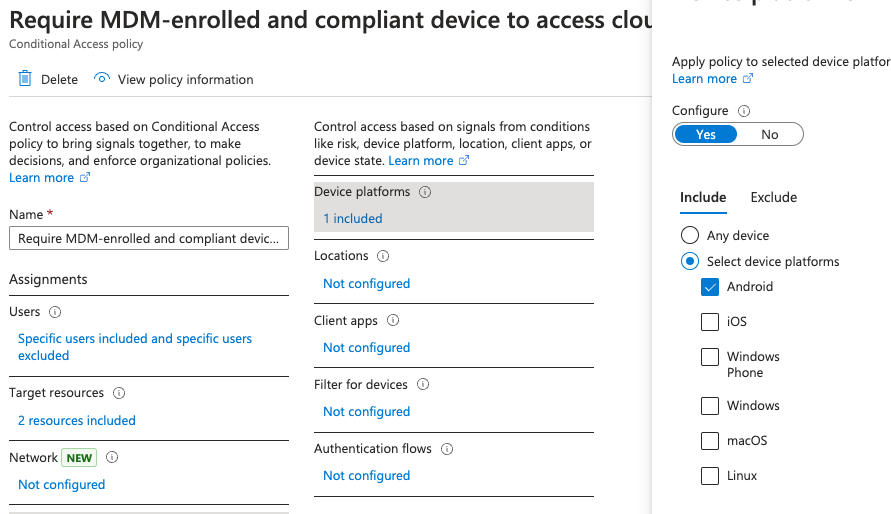 Require MDM-enrolled and compliant device to access clou
Conditional Access policy
Delete
View policy information
Control access based on Conditional Access
policy to bring signals together, to make
decisions, and enforce organizational policies.
Learn more
Name *
Require MDM-enrolled and compliant devic...
Assignments
Users
Specific users included and specific users
excluded
Target resources
2 resources included
Network NEW
Not configured
Control access based on signals from conditions
like risk, device platform, location, client apps, or
device state. Learn more
Device platforms
1 included
Locations
Not configured
Client apps
Not configured
Filter for devices
Not configured
Authentication flows
Not configured
Apply policy to selected device platfor
Learn more
Configure
Yes
No
Include
Exclude
Any device
Select device platforms
Android
iOS
Windows
Phone
Windows
macOS
Linux